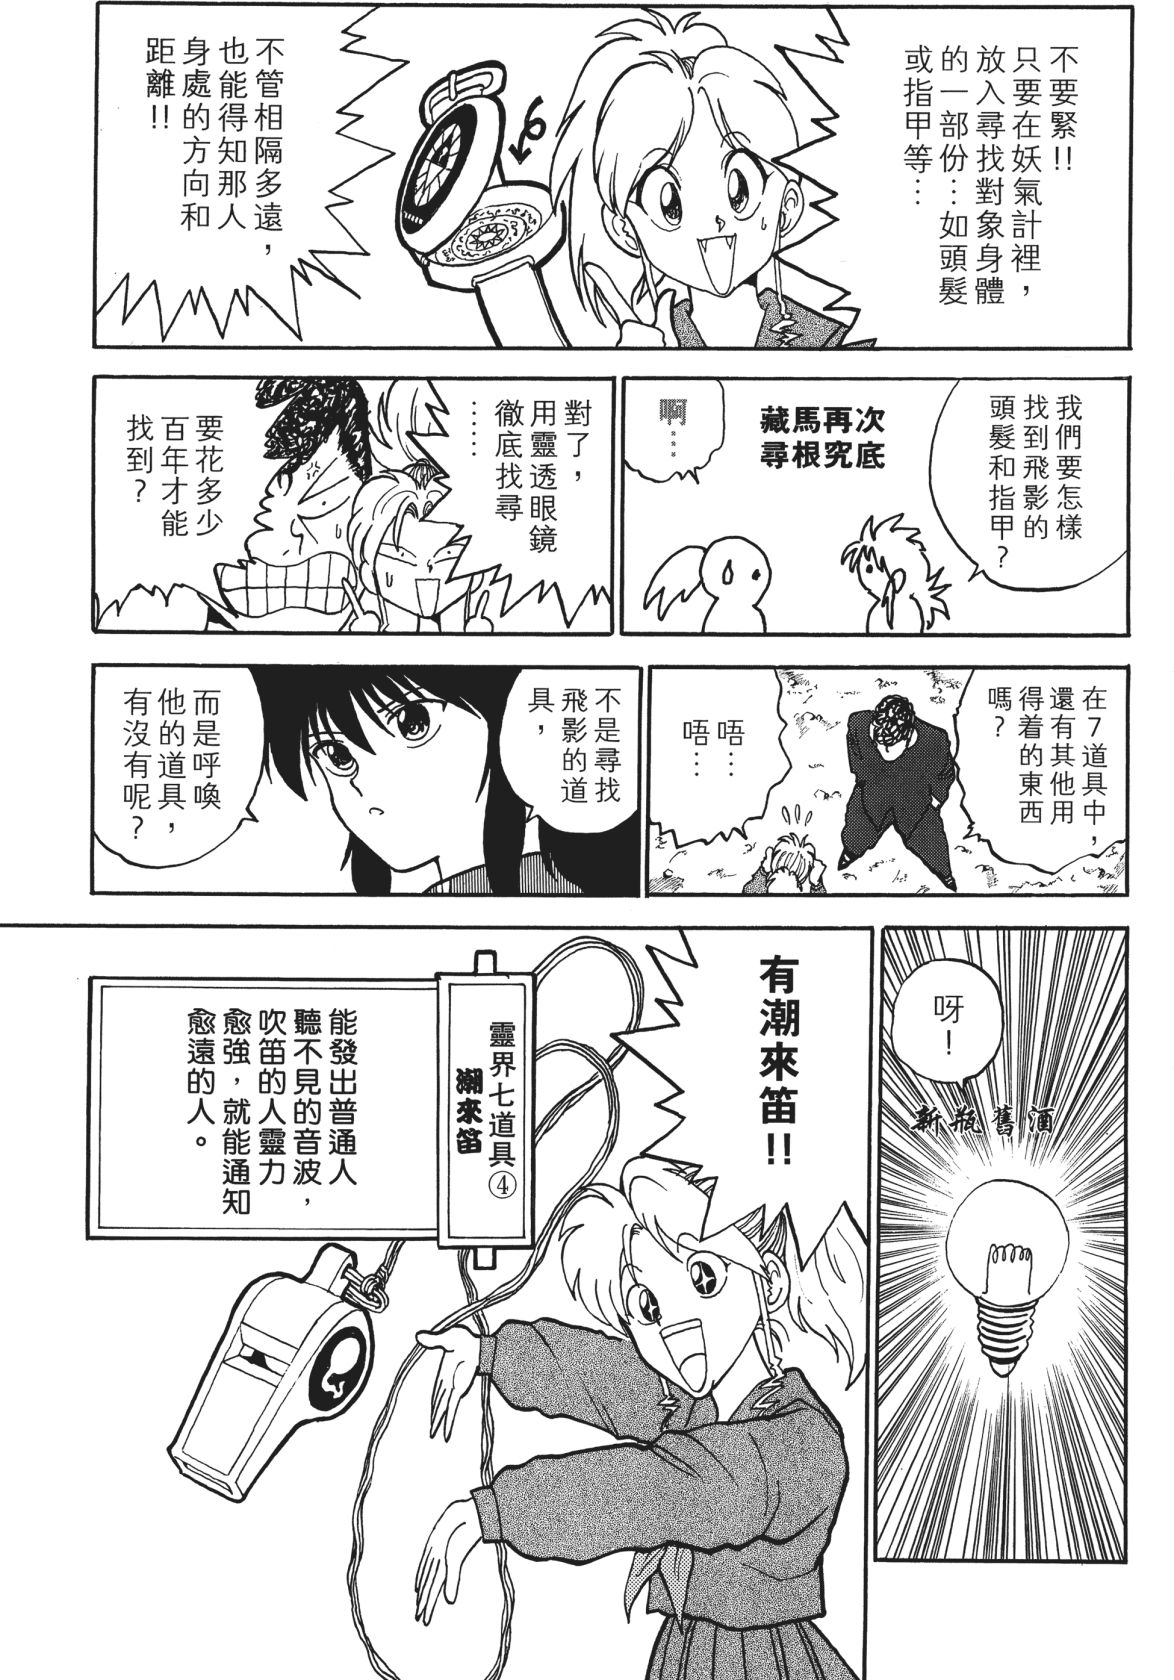 不要緊!!
只要在妖氣計裡，
放入尋找對象身體
的一部份…如頭髮
或指甲等…
不管相隔多遠，
也能得知那人
身處的方向和
距離!!
我們要怎樣
找到飛影的
頭髮和指甲？
藏馬再次
尋根究底
啊……
對了，
用靈透眼鏡
徹底找尋
……
要花多少
百年才能
找到？
在7道具中，
還有其他用
得着的東西
嗎？
唔…
唔…
不是尋找
飛影的道
具，
而是呼喚
他的道具，
有沒有呢？
呀！
新瓶舊酒
有潮來笛!!
靈界七道具④
潮來笛
能發出普通人
聽不見的音波，
吹笛的人靈力
愈強，就能通知
愈遠的人。